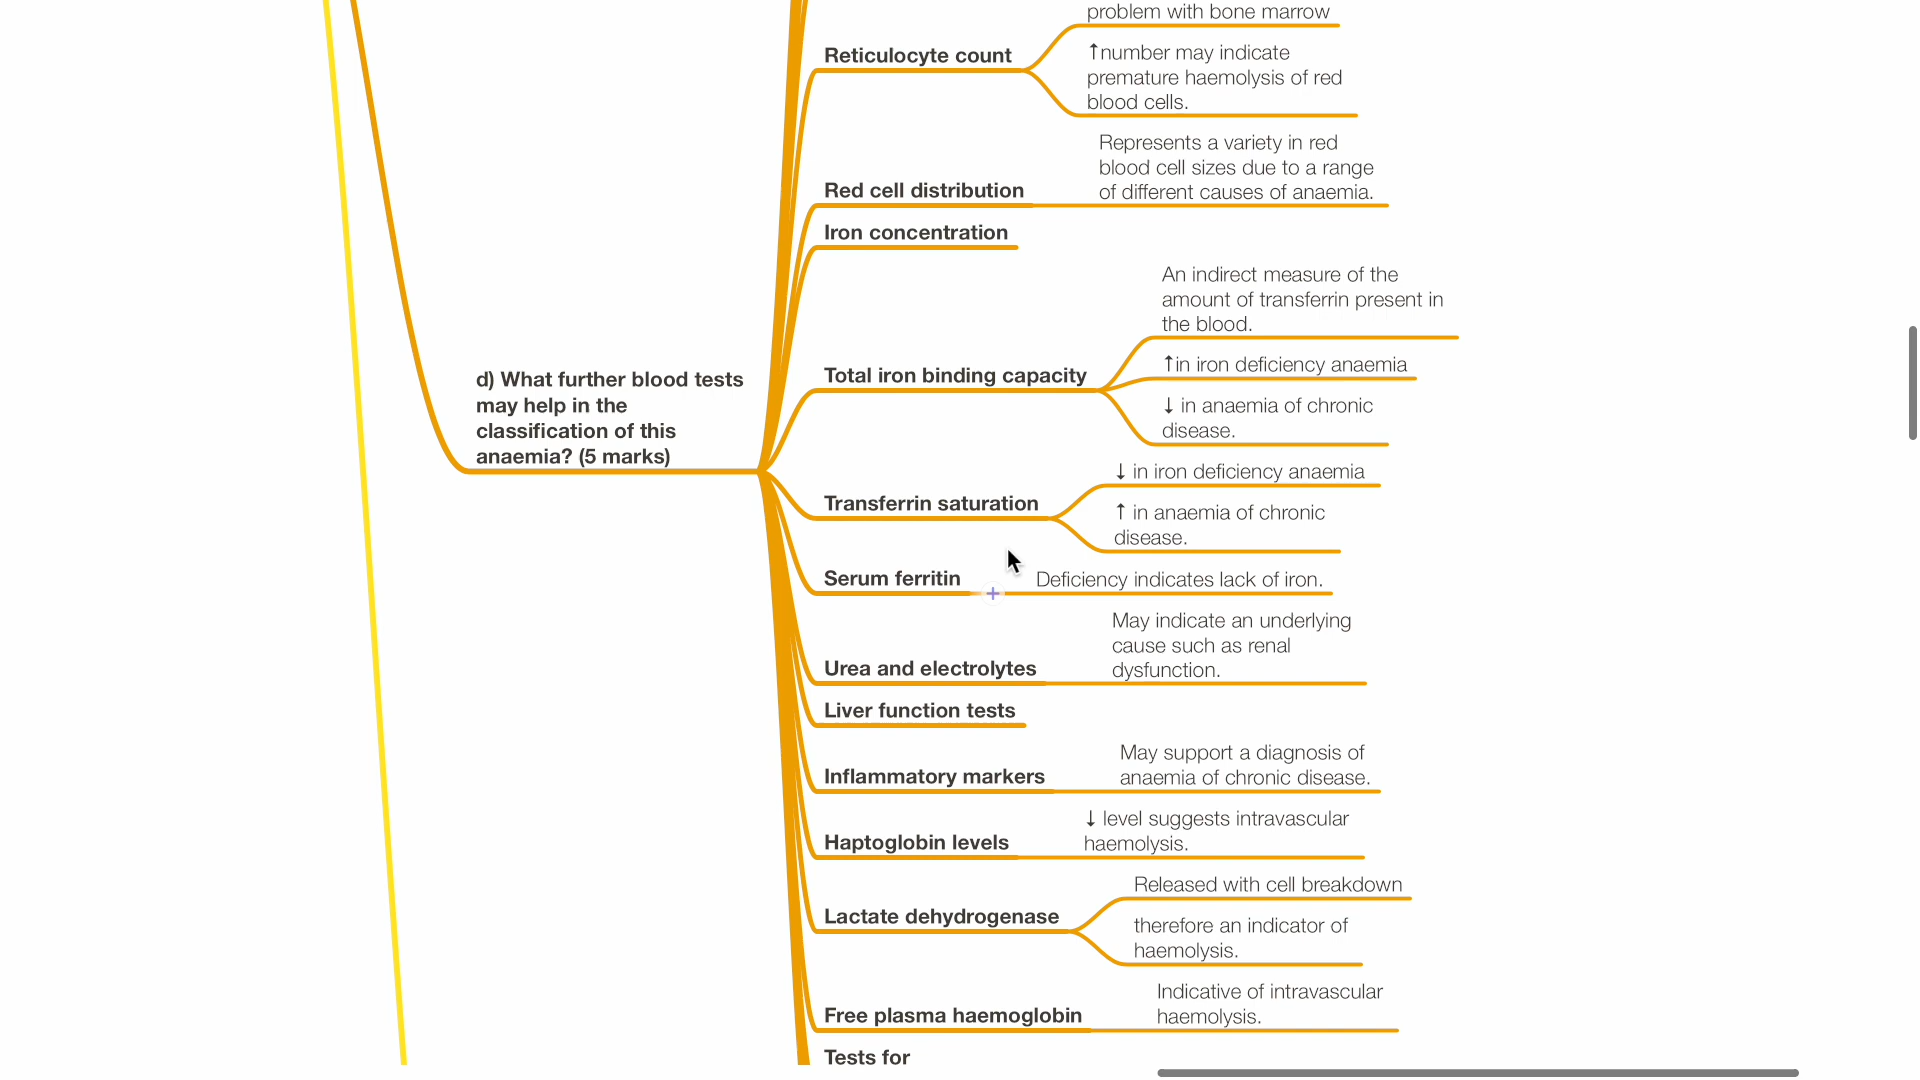 problem with bone marrow
Reticulocyte count
↑number may indicate
premature haemolysis of red
blood cells.
Represents a variety in red
blood cell sizes due to a range
of different causes of anaemia.
Red cell distribution
Iron concentration
An indirect measure of the
amount of transferrin present in
the blood.
Total iron binding capacity
↑in iron deficiency anaemia
↓ in anaemia of chronic
disease.
d) What further blood tests
may help in the
classification of this
anaemia? (5 marks)
Transferrin saturation
↓ in iron deficiency anaemia
↑ in anaemia of chronic
disease.
Serum ferritin
Deficiency indicates lack of iron.
May indicate an underlying
cause such as renal
dysfunction.
Urea and electrolytes
Liver function tests
May support a diagnosis of
anaemia of chronic disease.
Inflammatory markers
↓ level suggests intravascular
haemolysis.
Haptoglobin levels
Released with cell breakdown
Lactate dehydrogenase
therefore an indicator of
haemolysis.
Indicative of intravascular
haemolysis.
Free plasma haemoglobin
Tests for